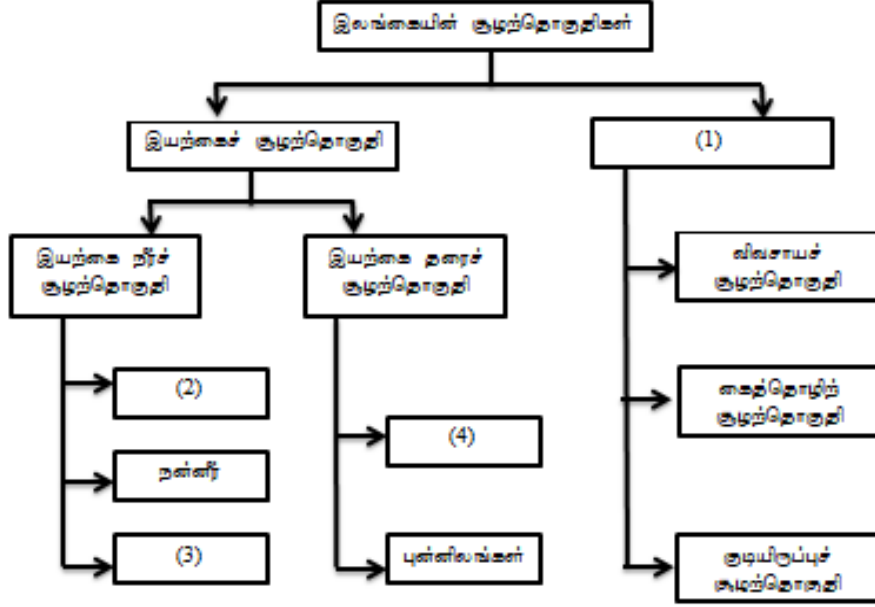 இலங்கையின் சூழற்தொகுதிகள்
இயற்கைச் சூழற்தொகுதி
(1)
இயற்கை நீர்ச்
சூழற்தொகுதி
இயற்கை தரைச்
சூழற்தொகுதி
விவசாயச்
சூழற்தொகுதி
(2)
கைத்தொழிற்
சூழற்தொகுதி
(4)
நன்னீர்
(3)
புன்னிலங்கள்
குடியிருப்புச்
சூழற்தொகுதி